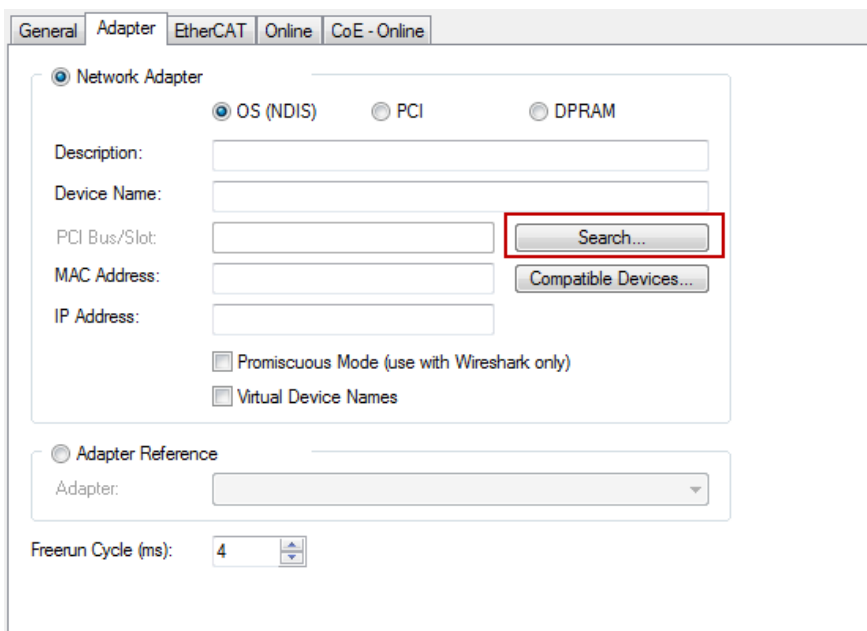 General Adapter EtherCAT Online CoE - Online
Network Adapter
OS (NDIS) PCI DPRAM
Description:
Device Name:
PCI Bus/Slot: Search...
MAC Address: Compatible Devices...
IP Address:
Promiscuous Mode (use with Wireshark only)
Virtual Device Names
Adapter Reference
Adapter:
Freerun Cycle (ms): 4